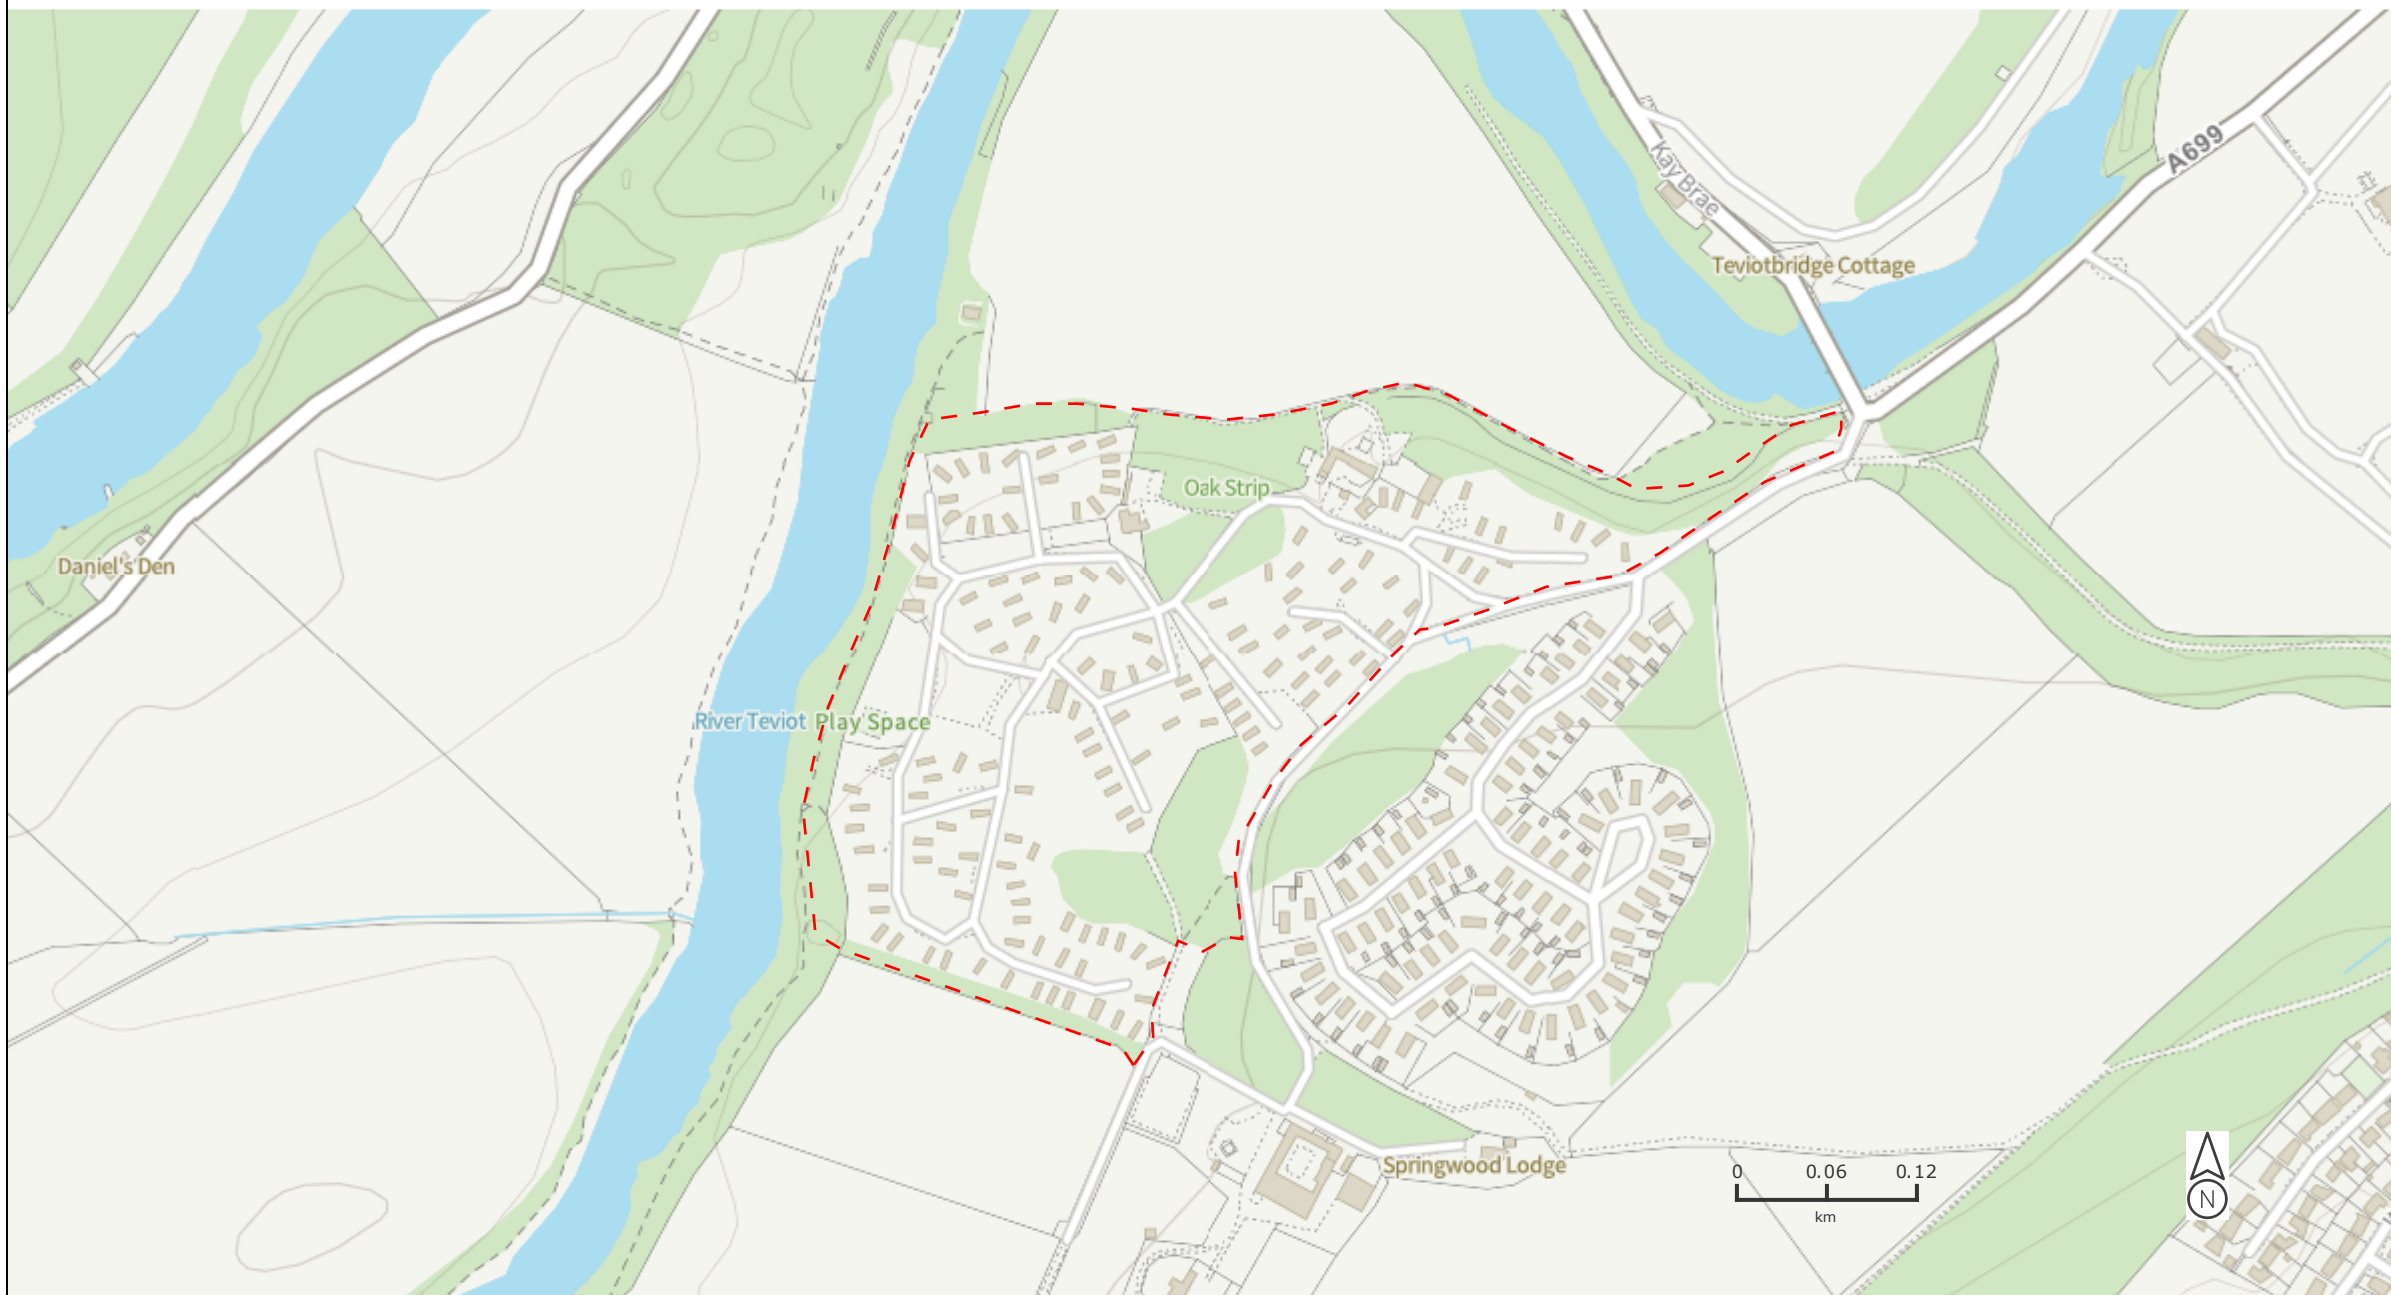 A699
Kay Brae
Teviotbridge Cottage
Oak Strip
Daniel's Den
River Teviot
Play Space
Springwood Lodge
0 0.06 0.12
km
N